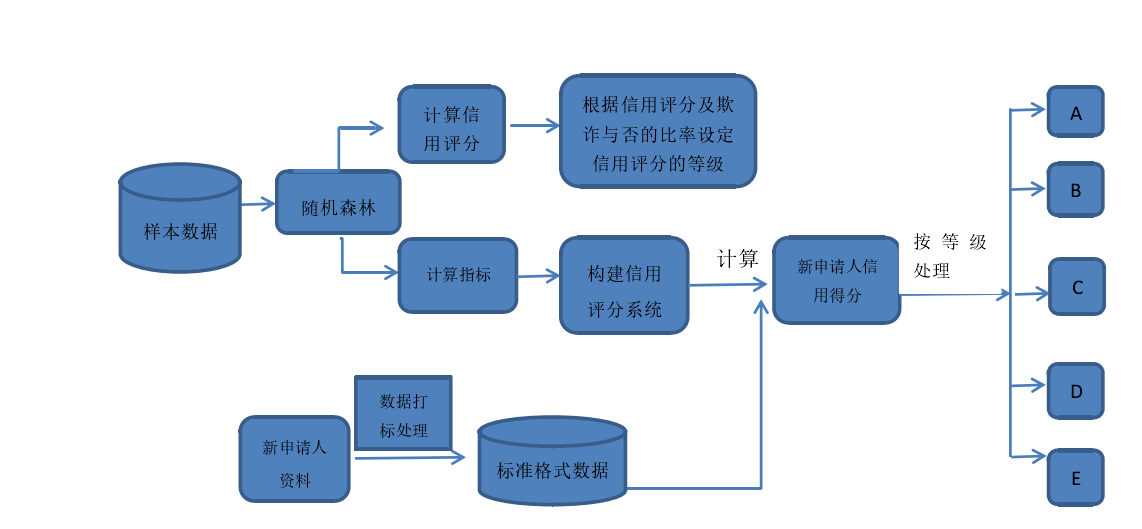 计算信
用评分
根据信用评分及欺
诈与否的比率设定
信用评分的等级
样本数据
随机森林
计算指标
构建信用
评分系统
计算
新申请人信
用得分
按等级
处理
A
B
C
D
E
数据打
标处理
新申请人
资料
标准格式数据